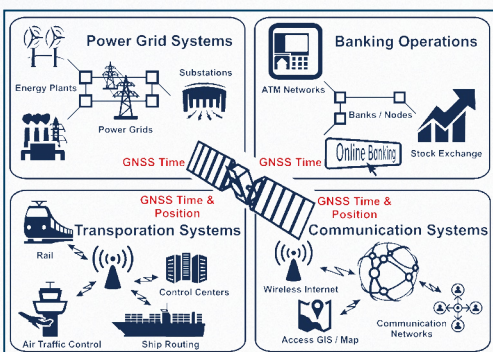 Power Grid Systems
Energy Plants
Substations
Power Grids
GNSS Time
Banking Operations
ATM Networks
Banks / Nodes
Online Banking
Stock Exchange
GNSS Time
GNSS Time &
Position
Transporation Systems
Rail
Control Centers
Air Traffic Control
Ship Routing
GNSS Time &
Position
Communication Systems
Wireless Internet
Access GIS / Map
Communication
Networks